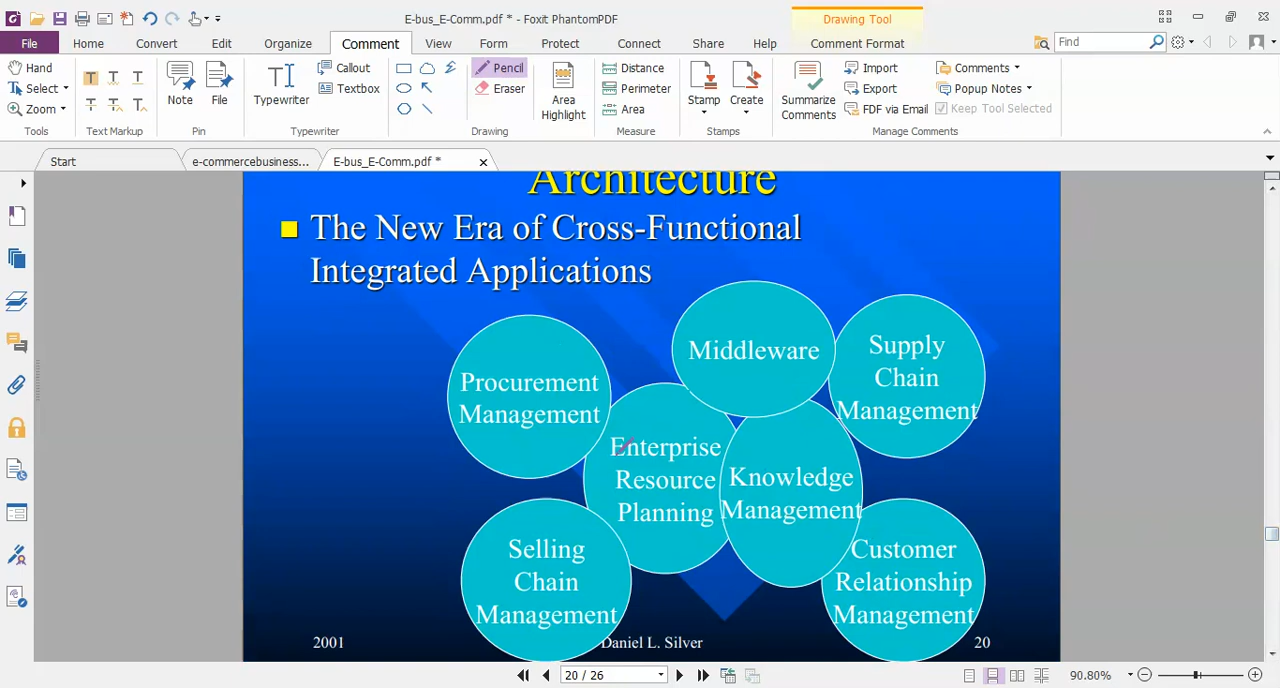 E-bus_E-Comm.pdf * - Foxit PhantomPDF
Drawing Tool
File
Home
Convert
Edit
Organize
Comment
View
Form
Protect
Connect
Share
Help
Comment Format
Find
Hand
Select
Zoom
Tools
T T T
T T T
Text Markup
Note
File
Pin
Typewriter
Callout
Textbox
Typewriter
Pencil
Eraser
Drawing
Area
Highlight
Distance
Perimeter
Area
Measure
Stamp
Create
Stamps
Summarize
Comments
Import
Export
FDF via Email
Comments
Popup Notes
Keep Tool Selected
Manage Comments
Start
e-commercebusiness...
E-bus_E-Comm.pdf *
Architecture
The New Era of Cross-Functional
Integrated Applications
Procurement
Management
Middleware
Supply
Chain
Management
Enterprise
Resource
Planning
Knowledge
Management
Selling
Chain
Management
Customer
Relationship
Management
2001
Daniel L. Silver
20
20 / 26
90.80%